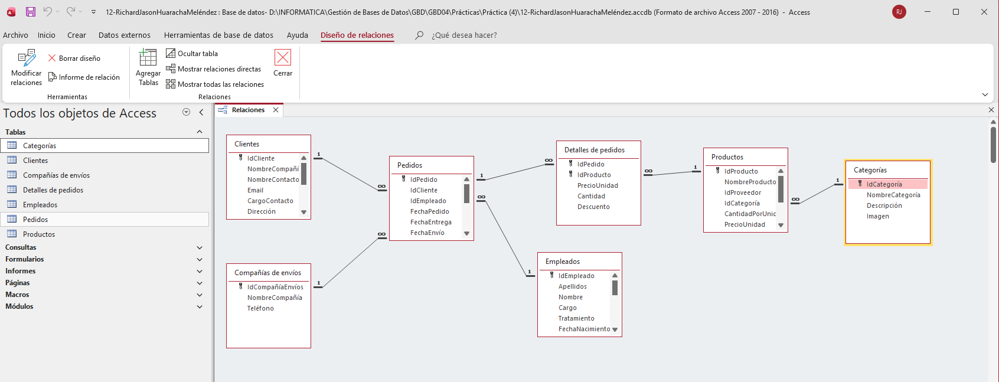 12-RichardJasonHuarachaMeléndez : Base de datos- D:\INFORMATICA\Gestión de Bases de Datos\GBD\GBD04\Prácticas\Práctica (4)\12-RichardJasonHuarachaMeléndez.accdb (Formato de archivo Access 2007 - 2016) - Access
RJ
Archivo Inicio Crear Datos externos Herramientas de base de datos Ayuda Diseño de relaciones ¿Qué desea hacer?
Modificar relaciones
Borrar diseño
Informe de relación
Herramientas
Agregar Tablas
Ocultar tabla
Mostrar relaciones directas
Mostrar todas las relaciones
Relaciones
Cerrar
Todos los objetos de Access
Tablas
Categorías
Clientes
Compañías de envíos
Detalles de pedidos
Empleados
Pedidos
Productos
Consultas
Formularios
Informes
Páginas
Macros
Módulos
Relaciones
Clientes
IdCliente
NombreCompañí
NombreContacto
Email
CargoContacto
Dirección
1
∞
Compañías de envíos
IdCompañíaEnvíos
NombreCompañía
Teléfono
1
∞
Pedidos
IdPedido
IdCliente
IdEmpleado
FechaPedido
FechaEntrega
FechaEnvío
1
∞
∞
1
Detalles de pedidos
IdPedido
IdProducto
PrecioUnidad
Cantidad
Descuento
∞
1
Empleados
IdEmpleado
Apellidos
Nombre
Cargo
Tratamiento
FechaNacimiento
Productos
IdProducto
NombreProducto
IdProveedor
IdCategoría
CantidadPorUnic
PrecioUnidad
∞
1
Categorías
IdCategoría
NombreCategoría
Descripción
Imagen